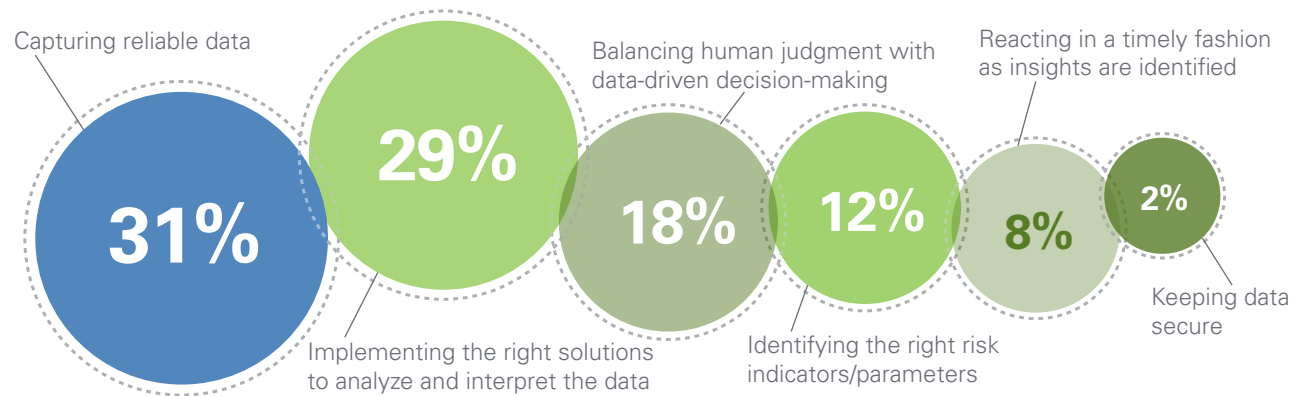 Capturing reliable data
31%
29%
Implementing the right solutions
to analyze and interpret the data
Balancing human judgment with
data-driven decision-making
18%
12%
Identifying the right risk
indicators/parameters
Reacting in a timely fashion
as insights are identified
8%
2%
Keeping data
secure